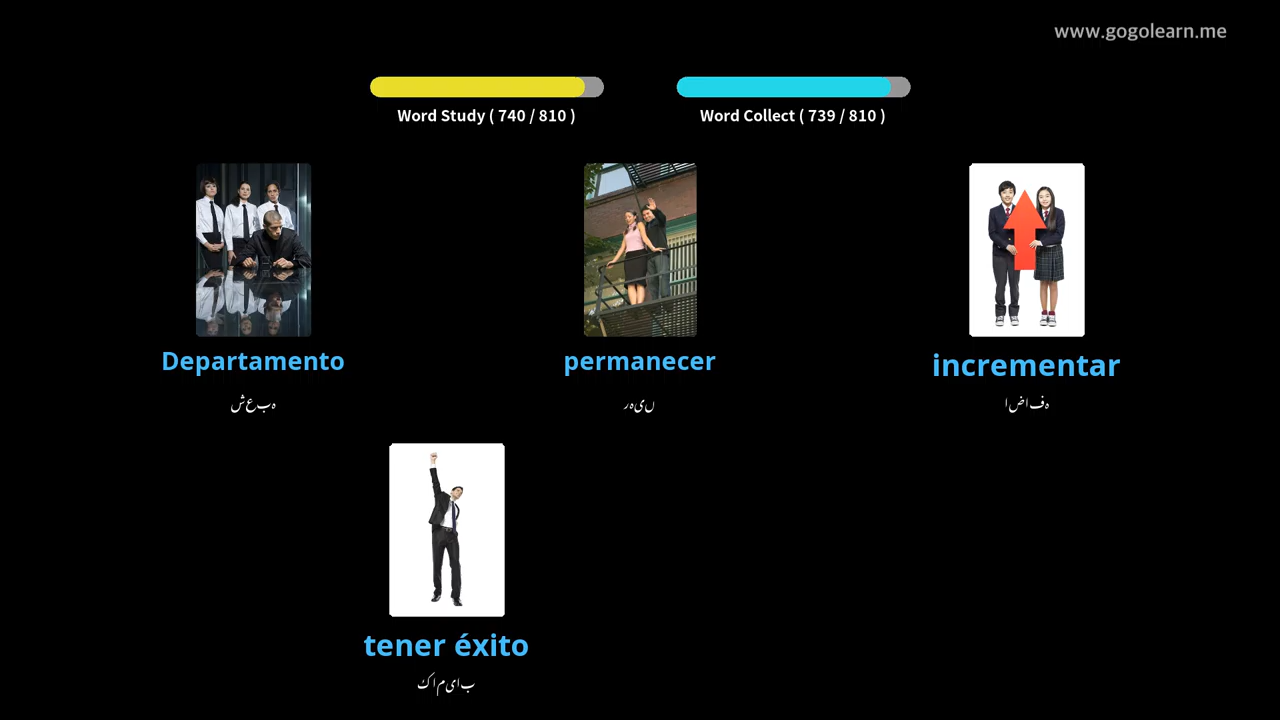 www.gogolearn.me
Word Study ( 740 / 810 )
Word Collect ( 739 / 810 )
Departamento
permanecer
incrementar
شعبہ
رہیں
اضافہ
tener éxito
کامیاب